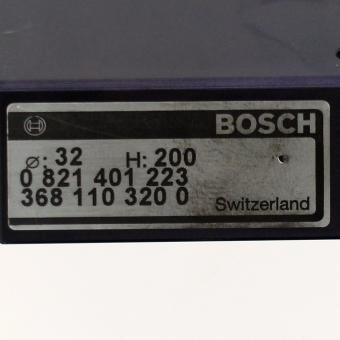 BOSCH
⌀: 32 H: 200
0 821 401 223
368 110 320 0
Switzerland